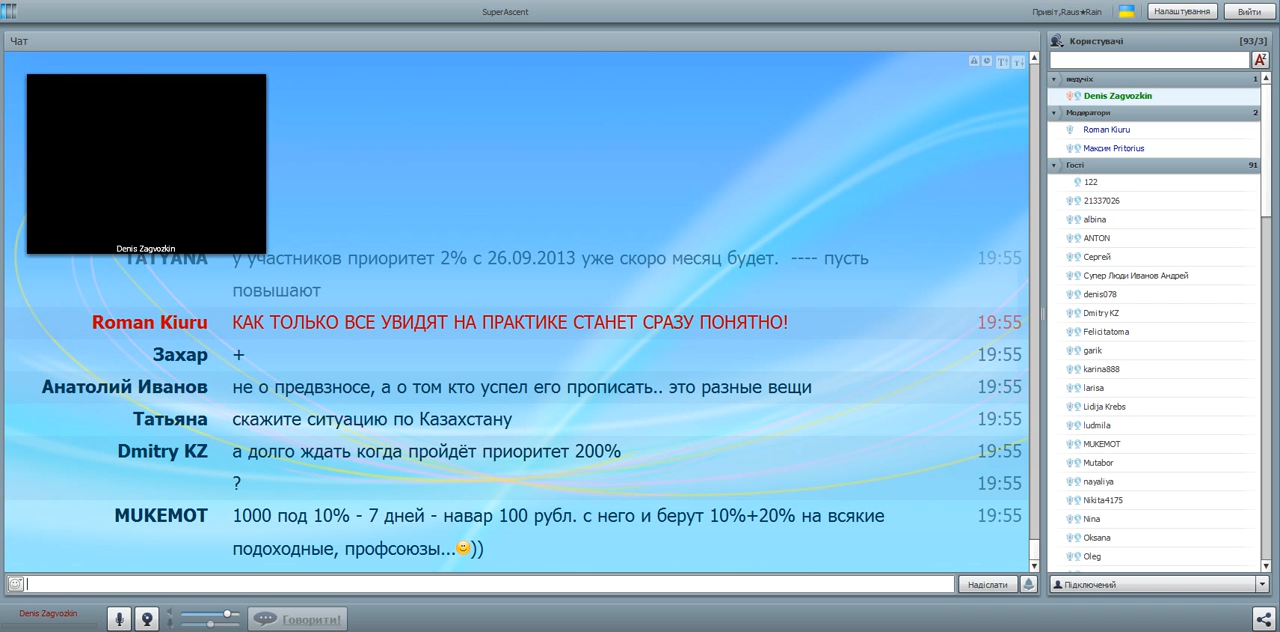 SuperAscent
Привіт,Raus★Rain
Налаштування
Вийти
Чат
Denis Zagvozkin
TATYANA у участников приоритет 2% с 26.09.2013 уже скоро месяц будет. ---- пусть 19:55
повышают
Roman Kiuru КАК ТОЛЬКО ВСЕ УВИДЯТ НА ПРАКТИКЕ СТАНЕТ СРАЗУ ПОНЯТНО! 19:55
Захар + 19:55
Анатолий Иванов не о предвзносе, а о том кто успел его прописать.. это разные вещи 19:55
Татьяна скажите ситуацию по Казахстану 19:55
Dmitry KZ а долго ждать когда пройдёт приоритет 200% 19:55
? 19:55
MUKEMOT 1000 под 10% - 7 дней - навар 100 рубл. с него и берут 10%+20% на всякие 19:55
подоходные, профсоюзы...🙂))
Надіслати
Користувачі [93/3]
ведучіх 1
Denis Zagvozkin
Модератори 2
Roman Kiuru
Максим Pritorius
Гості 91
122
21337026
albina
ANTON
Сергей
Супер Люди Иванов Андрей
denis078
Dmitry KZ
Felicitatoma
garik
karina888
larisa
Lidija Krebs
ludmila
MUKEMOT
Mutabor
nayaliya
Nikita4175
Nina
Oksana
Oleg
Підключений
Denis Zagvozkin
Говорити!